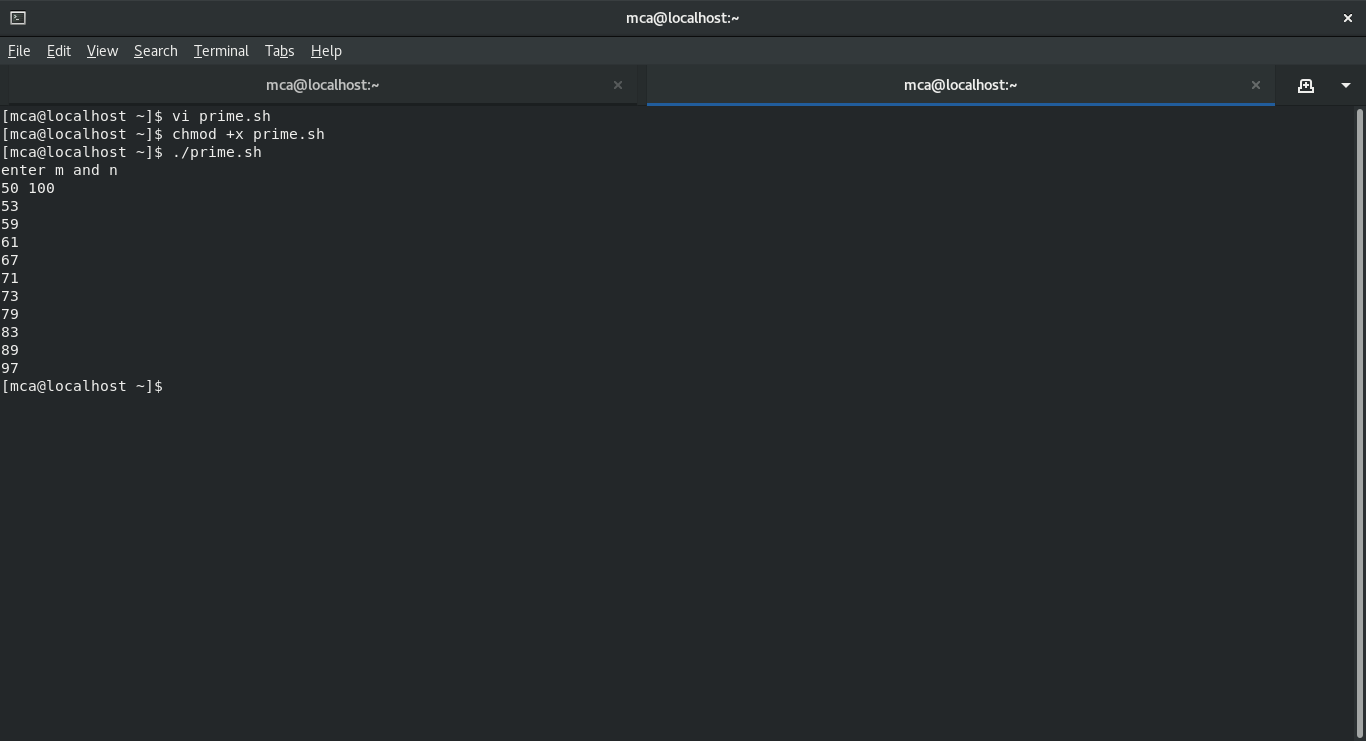 mca@localhost:~
File Edit View Search Terminal Tabs Help
mca@localhost:~ mca@localhost:~
[mca@localhost ~]$ vi prime.sh
[mca@localhost ~]$ chmod +x prime.sh
[mca@localhost ~]$ ./prime.sh
enter m and n
50 100
53
59
61
67
71
73
79
83
89
97
[mca@localhost ~]$